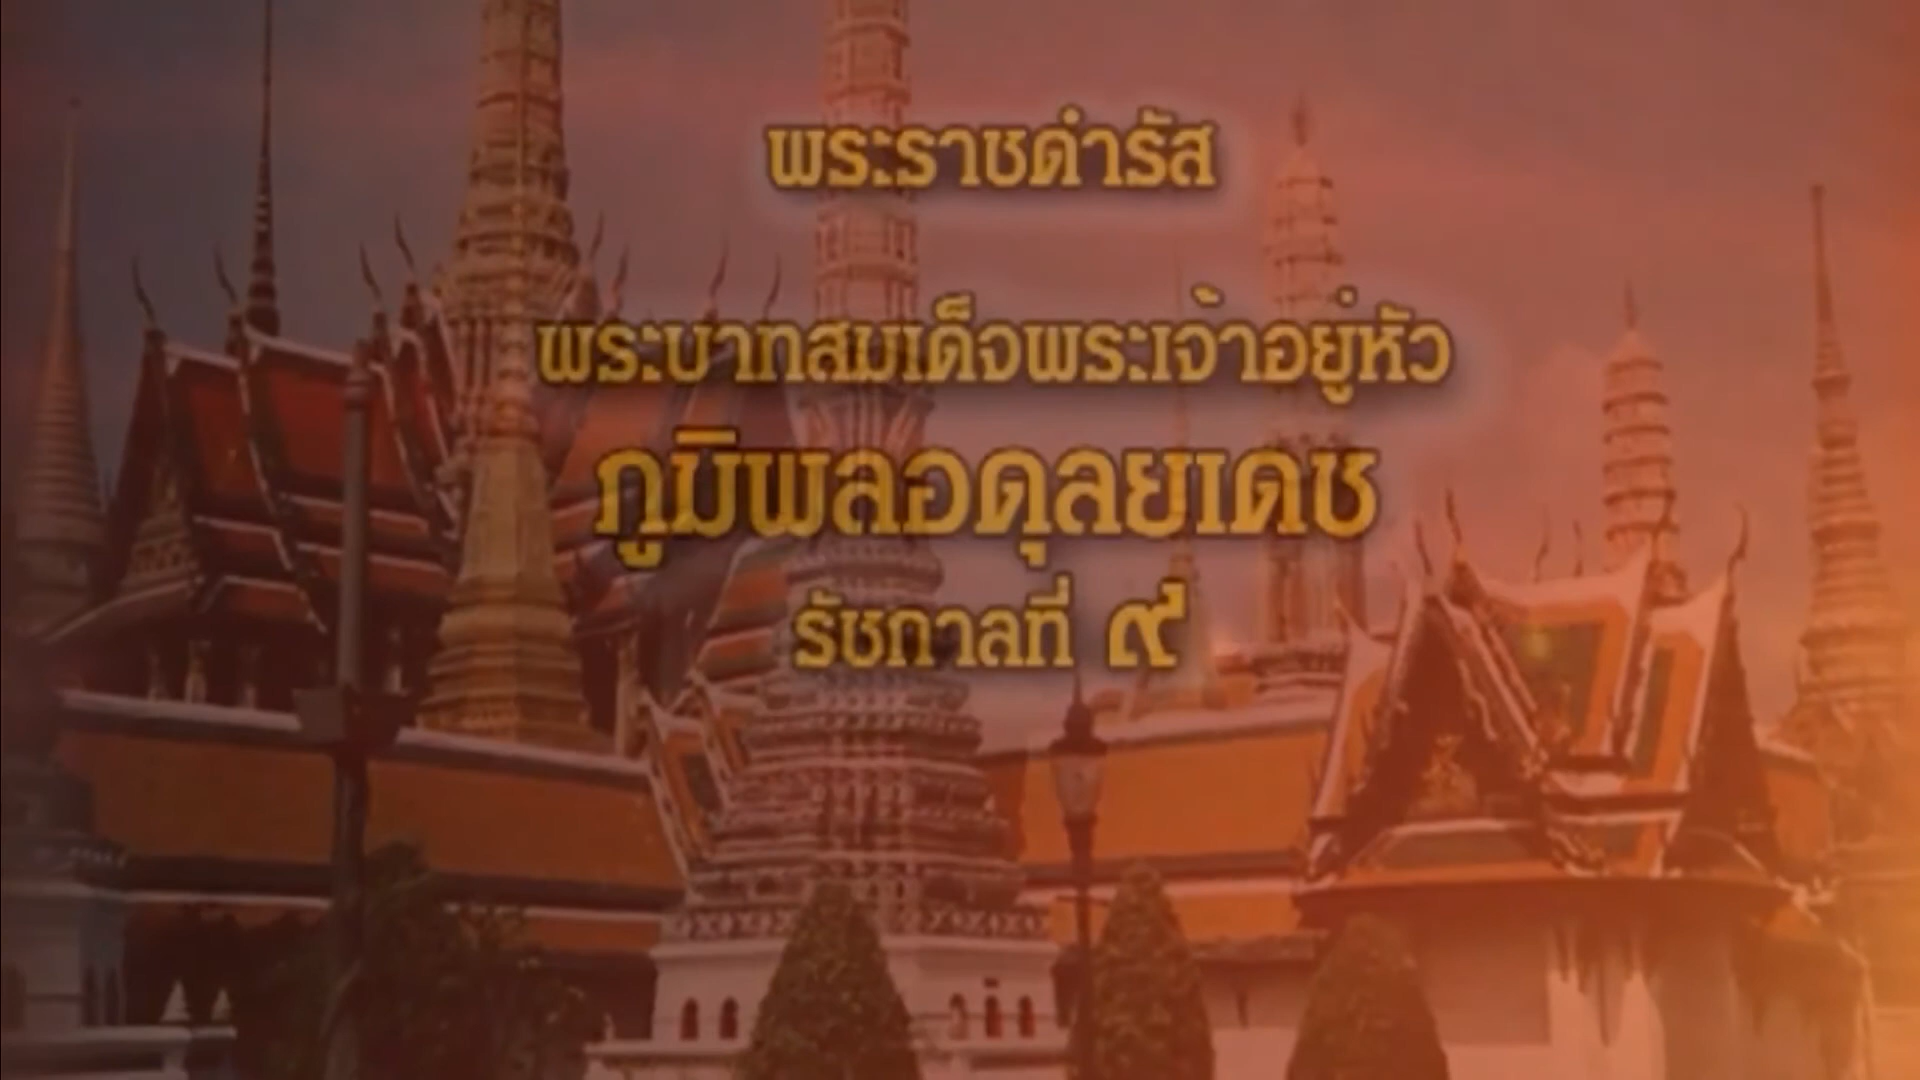 พระราชดำรัส
พระบาทสมเด็จพระเจ้าอยู่หัว
ภูมิพลอดุลยเดช
รัชกาลที่ ๙